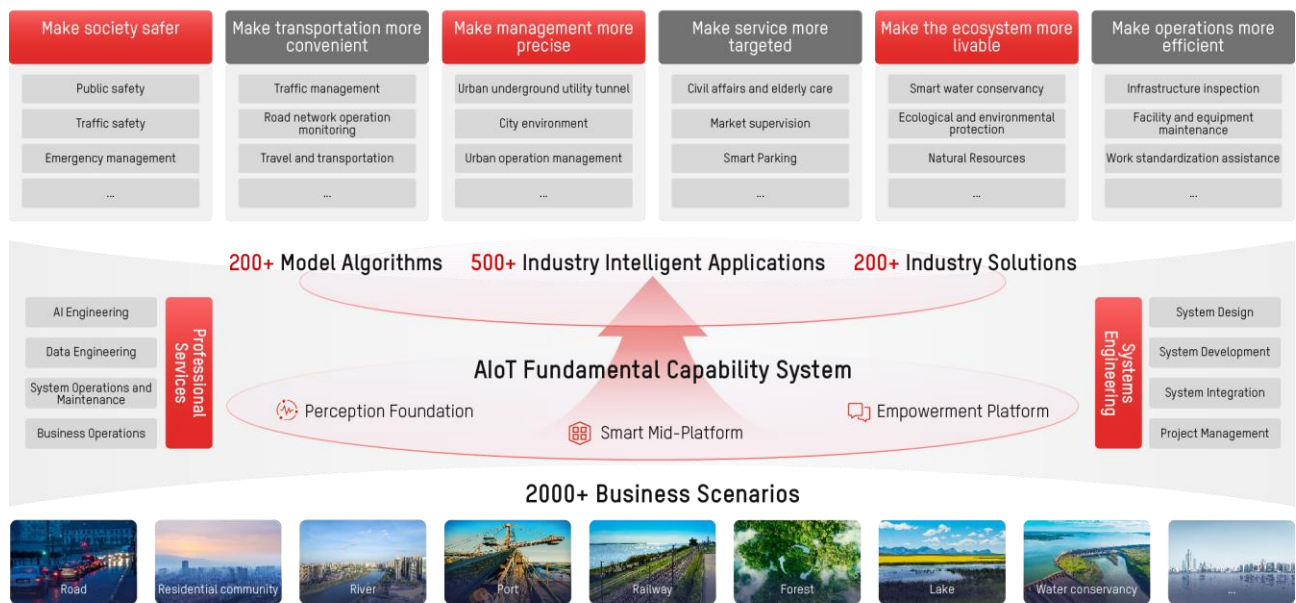 Make society safer
Public safety
Traffic safety
Emergency management
...
Make transportation more
convenient
Traffic management
Road network operation
monitoring
Travel and transportation
...
Make management more
precise
Urban underground utility tunnel
City environment
Urban operation management
...
Make service more
targeted
Civil affairs and elderly care
Market supervision
Smart Parking
...
Make the ecosystem more
livable
Smart water conservancy
Ecological and environmental
protection
Natural Resources
...
Make operations more
efficient
Infrastructure inspection
Facility and equipment
maintenance
Work standardization assistance
...
200+ Model Algorithms
500+ Industry Intelligent Applications
200+ Industry Solutions
AI Engineering
Data Engineering
System Operations and
Maintenance
Business Operations
Professional
Services
AIoT Fundamental Capability System
Perception Foundation
Smart Mid-Platform
Empowerment Platform
Systems
Engineering
System Design
System Development
System Integration
Project Management
2000+ Business Scenarios
Road
Residential community
River
Port
Railway
Forest
Lake
Water conservancy
...